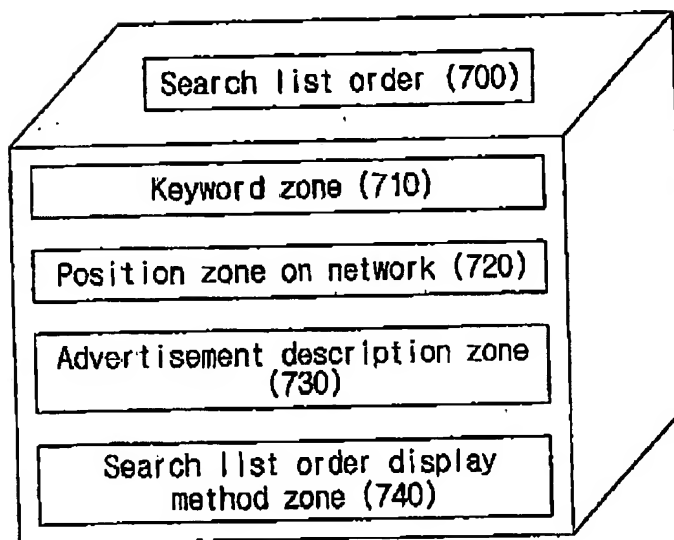 Search list order (700)
Keyword zone (710)
Position zone on network (720)
Advertisement description zone
(730)
Search list order display
method zone (740)